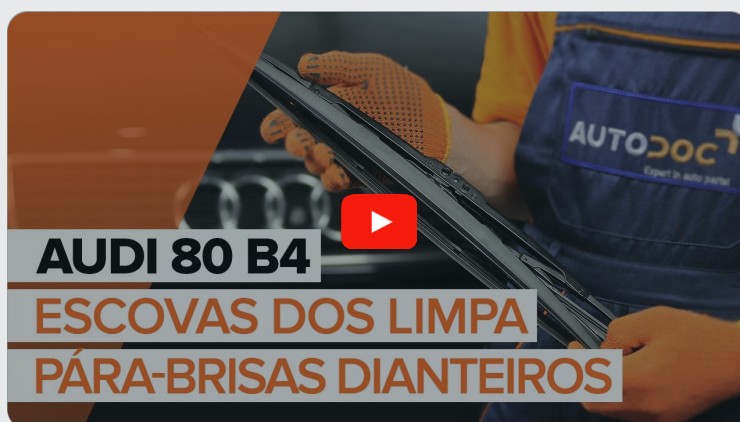 AUTODOC
Expert in auto parts!
AUDI 80 B4
ESCOVAS DOS LIMPA
PÁRA-BRISAS DIANTEIROS